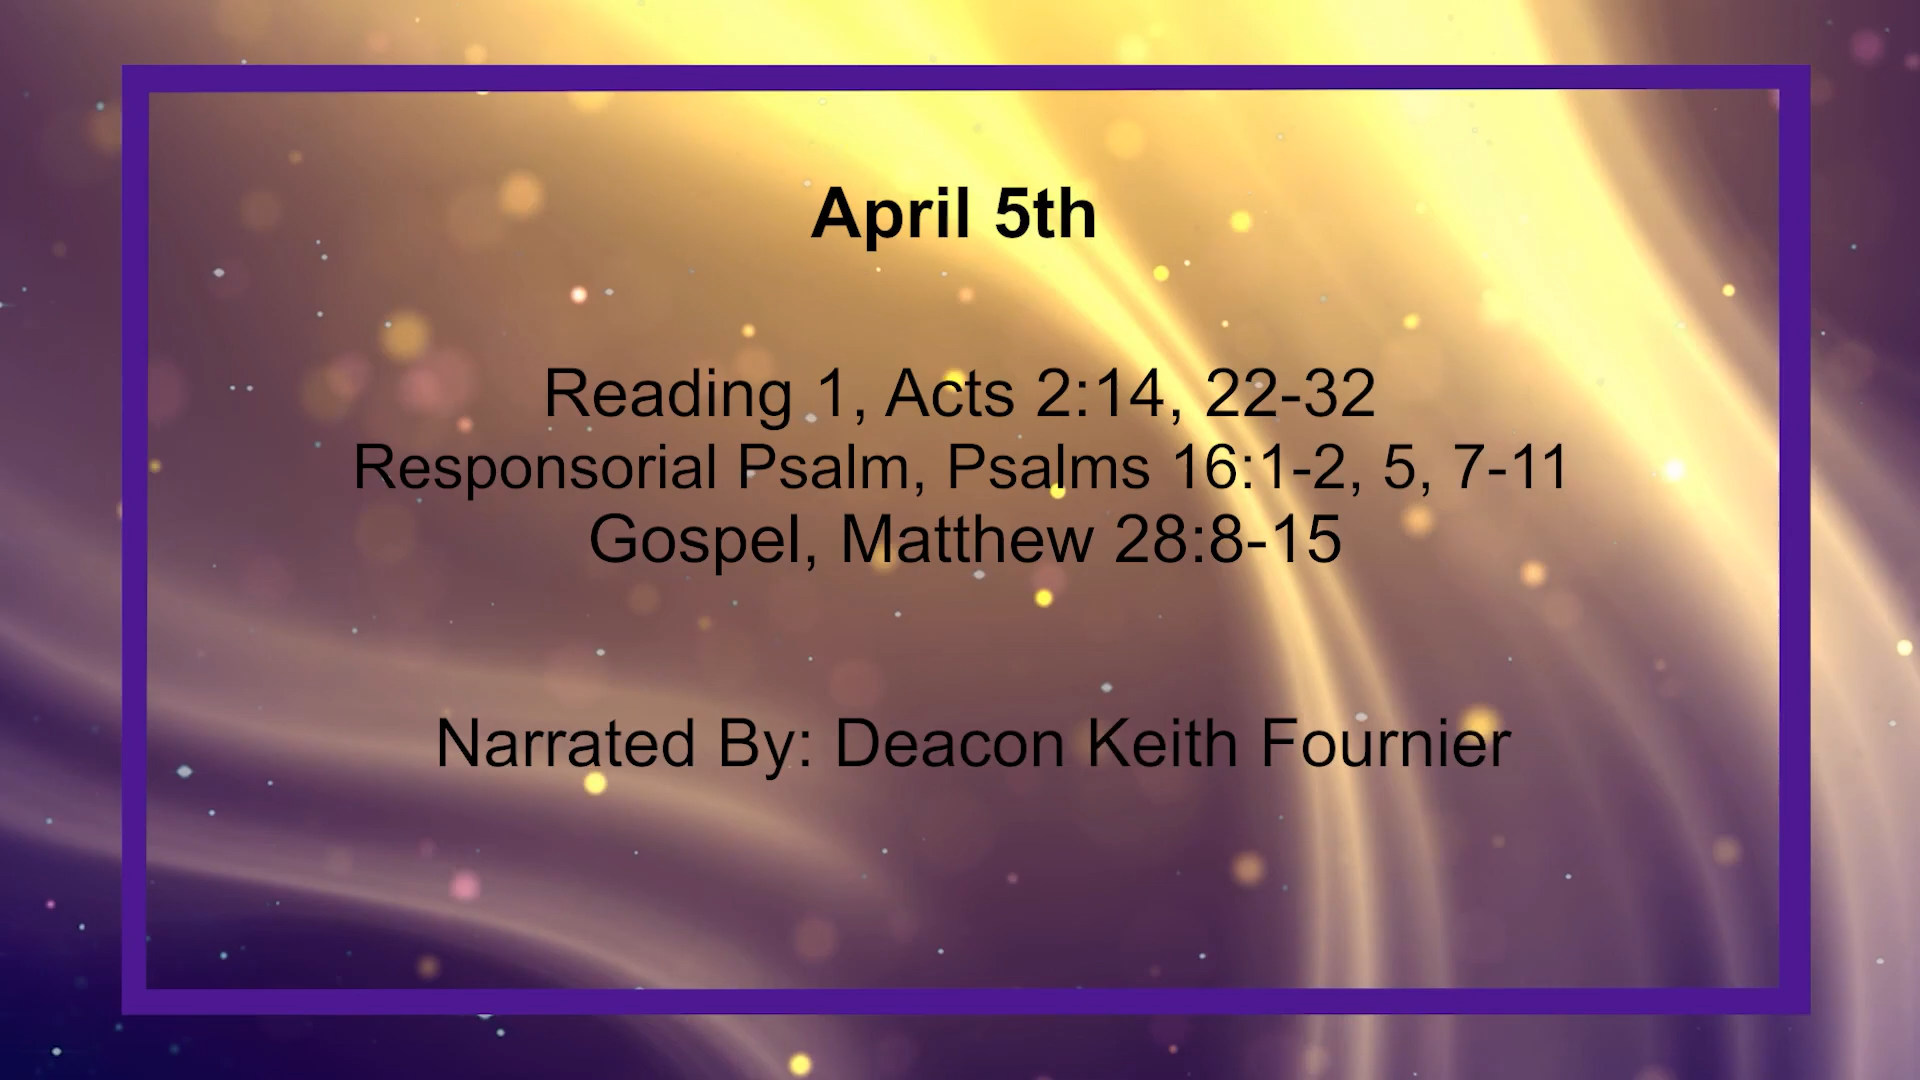 April 5th
Reading 1, Acts 2:14, 22-32
Responsorial Psalm, Psalms 16:1-2, 5, 7-11
Gospel, Matthew 28:8-15
Narrated By: Deacon Keith Fournier